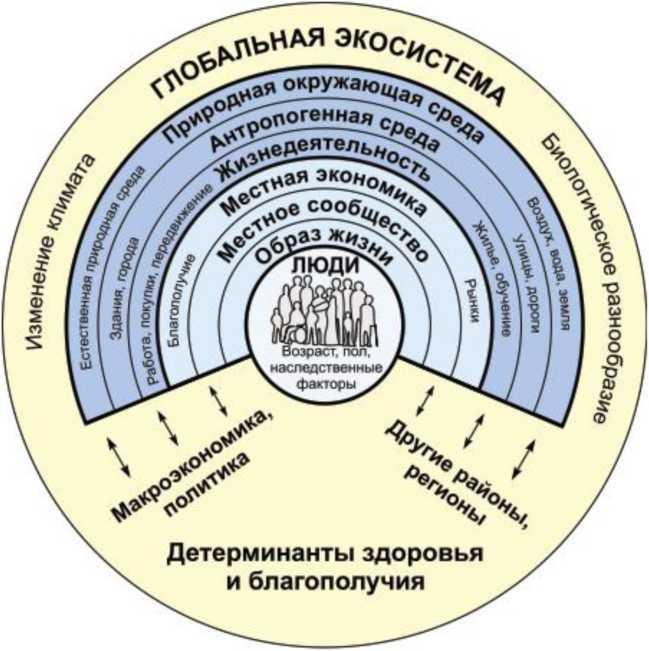 ГЛОБАЛЬНАЯ ЭКОСИСТЕМА
Изменение климата
Биологическое разнообразие
Природная окружающая среда
Естественная природная среда
Воздух, вода, земля
Антропогенная среда
Здания, города
Улицы, дороги
Жизнедеятельность
Работа, покупки, передвижение
Жилье, обучение
Местная экономика
Благополучие
Рынки
Местное сообщество
Образ жизни
ЛЮДИ
Возраст, пол,
наследственные
факторы
Макроэкономика,
политика
Другие районы,
регионы
Детерминанты здоровья
и благополучия